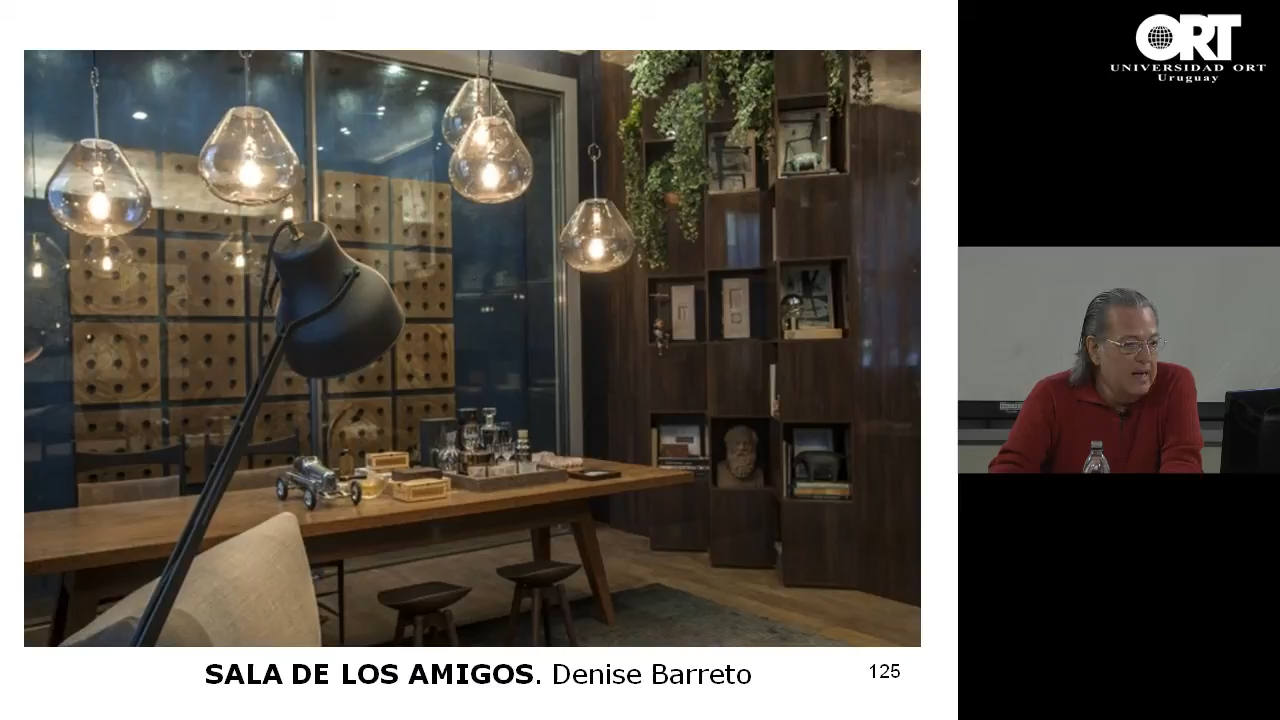 ORT
UNIVERSIDAD ORT
Uruguay
SALA DE LOS AMIGOS. Denise Barreto
125